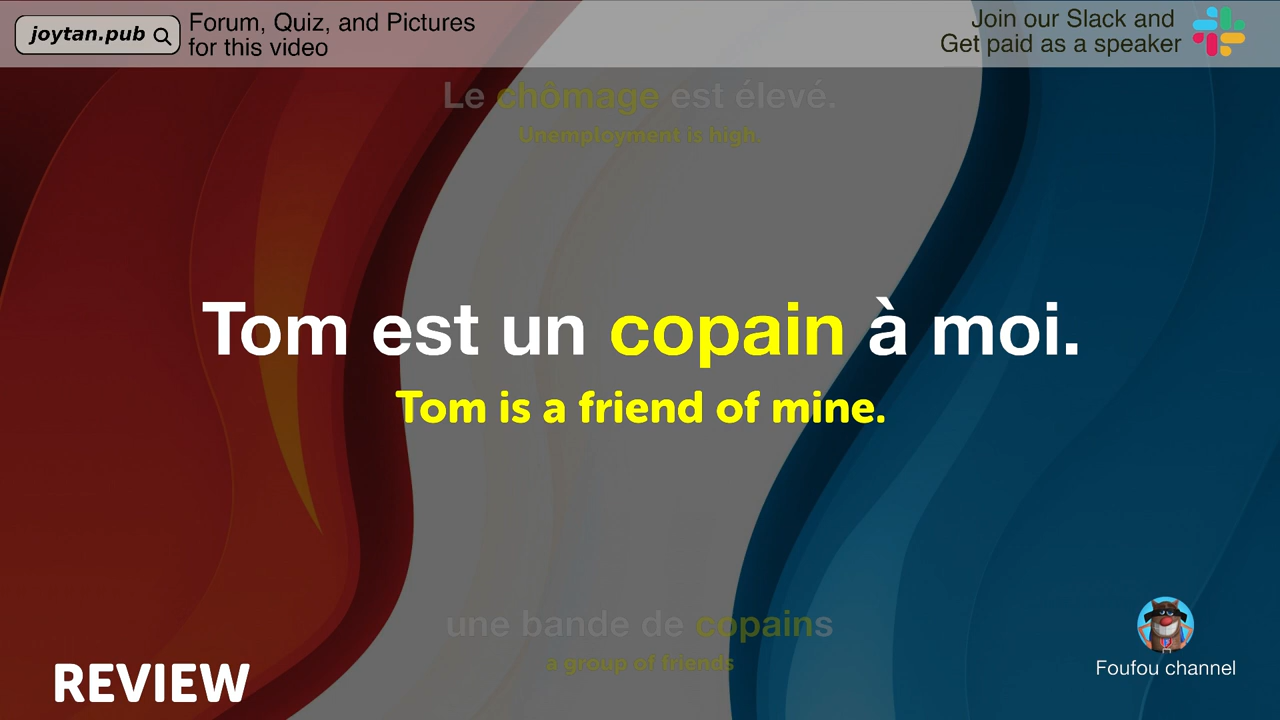 joytan.pub
Forum, Quiz, and Pictures
for this video
Join our Slack and
Get paid as a speaker
Le chômage est élevé.
Unemployment is high.
Tom est un copain à moi.
Tom is a friend of mine.
une bande de copains
a group of friends
REVIEW
Foufou channel